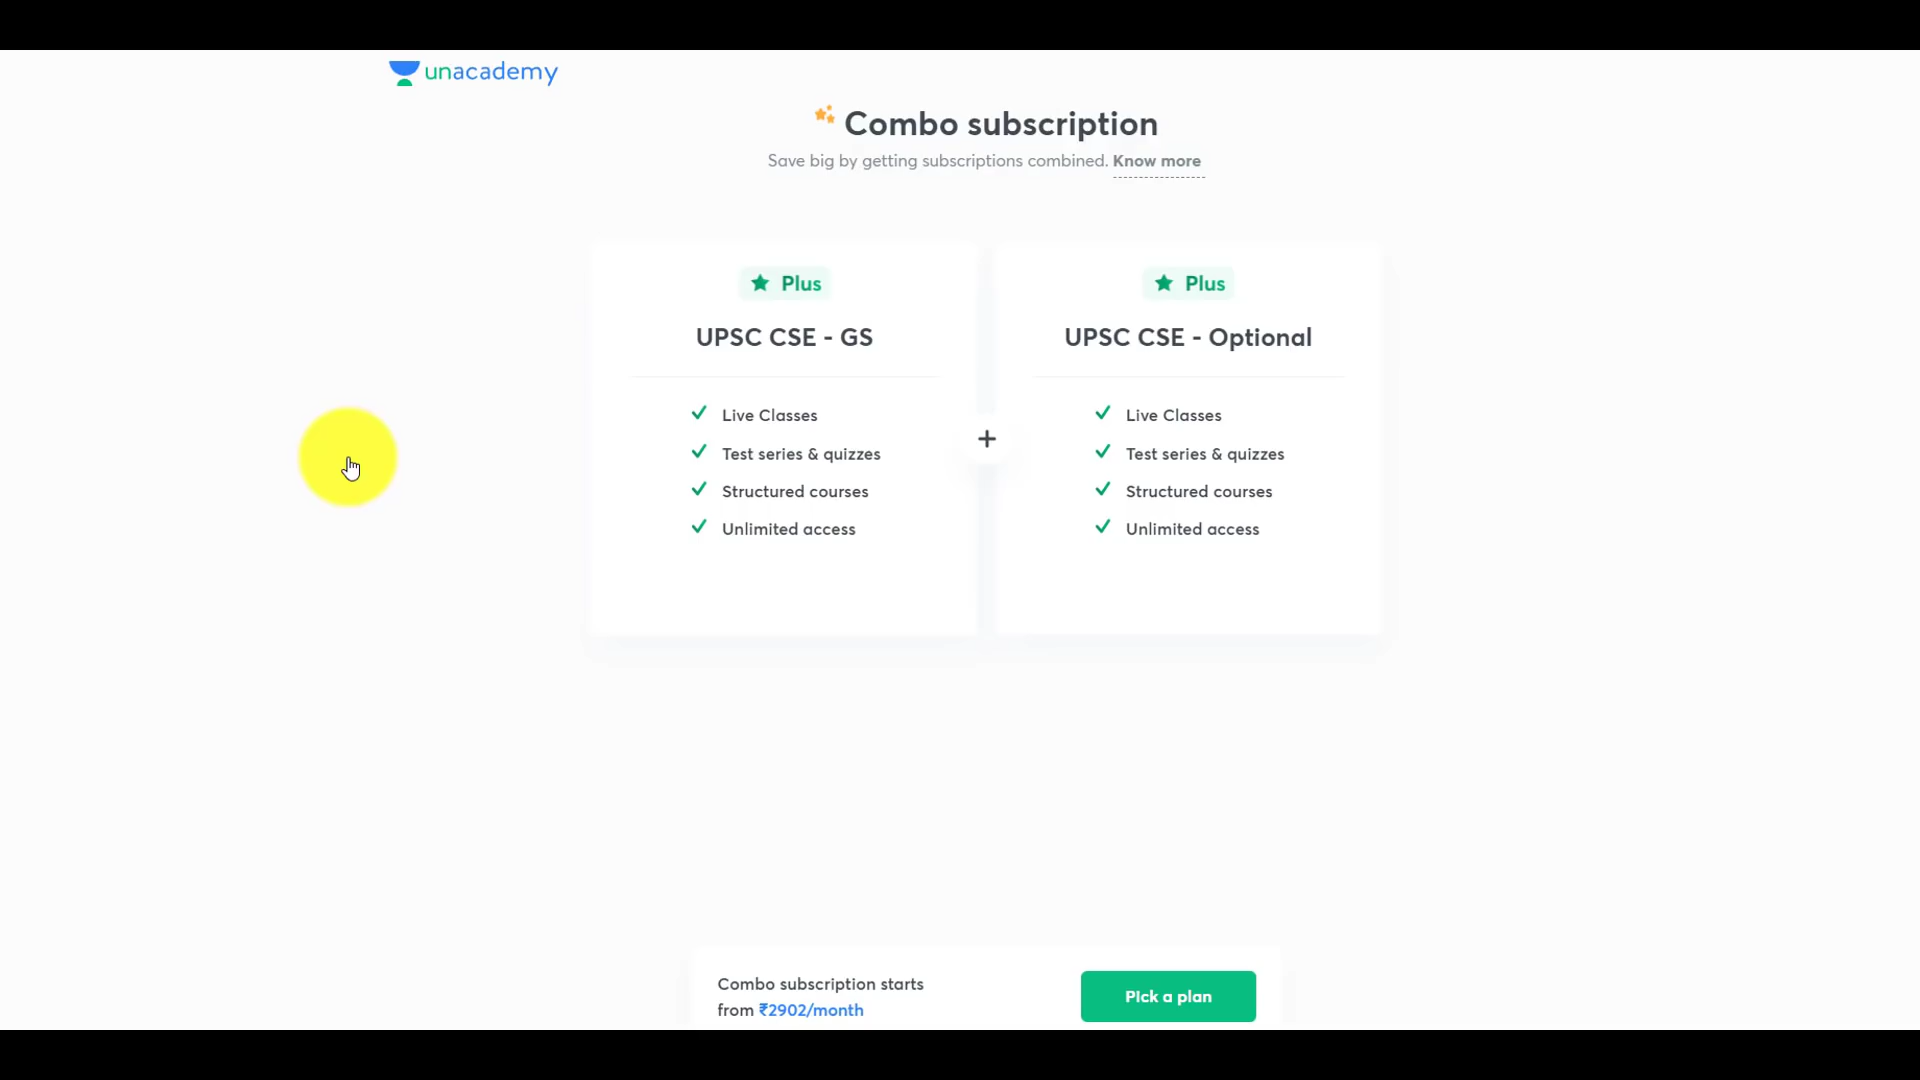 unacademy
Combo subscription
Save big by getting subscriptions combined. Know more
Plus
UPSC CSE - GS
Live Classes
Test series & quizzes
Structured courses
Unlimited access
+
Plus
UPSC CSE - Optional
Live Classes
Test series & quizzes
Structured courses
Unlimited access
Combo subscription starts
from ₹2902/month
Pick a plan